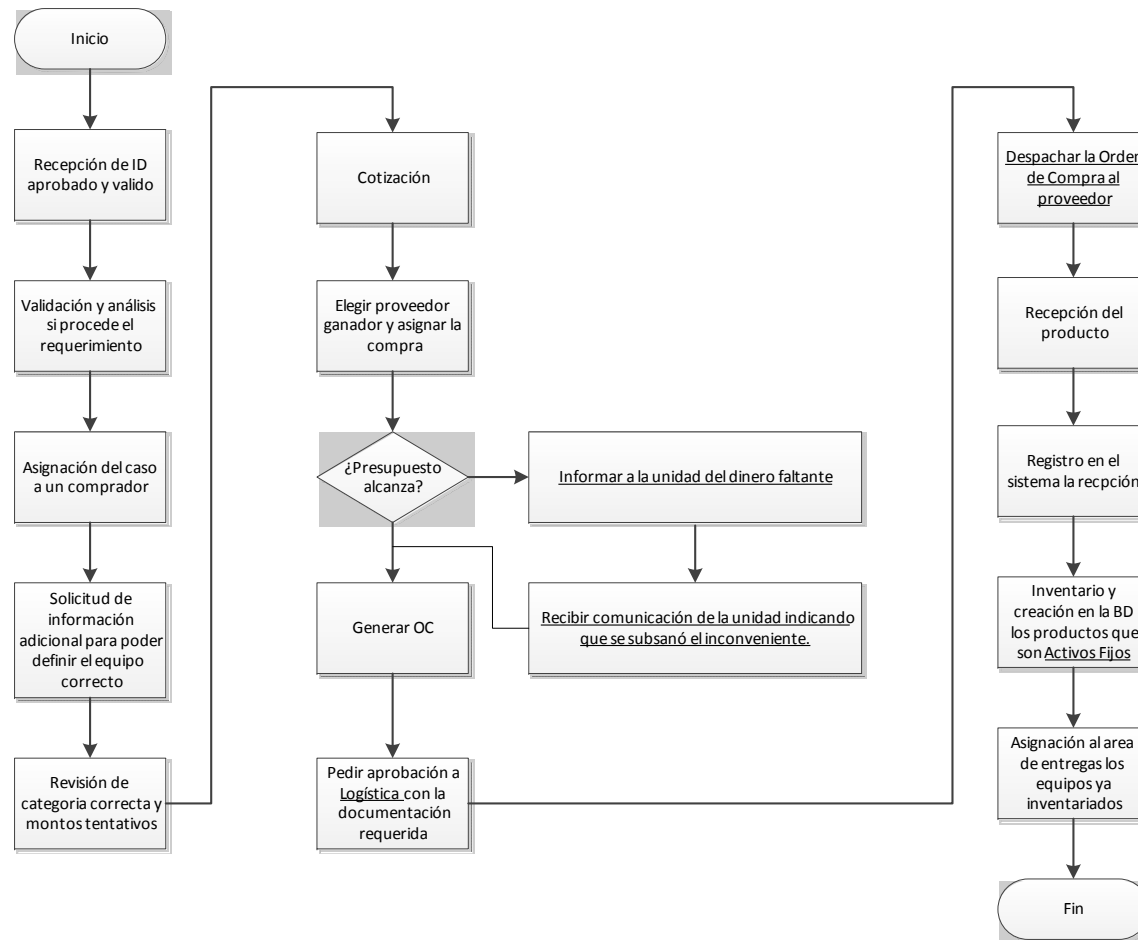 Inicio
Recepción de ID
aprobado y valido
Validación y análisis
si procede el
requerimiento
Asignación del caso
a un comprador
Solicitud de
información
adicional para poder
definir el equipo
correcto
Revisión de
categoria correcta y
montos tentativos
Cotización
Elegir proveedor
ganador y asignar la
compra
¿Presupuesto
alcanza?
Informar a la unidad del dinero faltante
Recibir comunicación de la unidad indicando
que se subsanó el inconveniente.
Generar OC
Pedir aprobación a
Logística con la
documentación
requerida
Despachar la Orden
de Compra al
proveedor
Recepción del
producto
Registro en el
sistema la recpción
Inventario y
creación en la BD
los productos que
son Activos Fijos
Asignación al area
de entregas los
equipos ya
inventariados
Fin